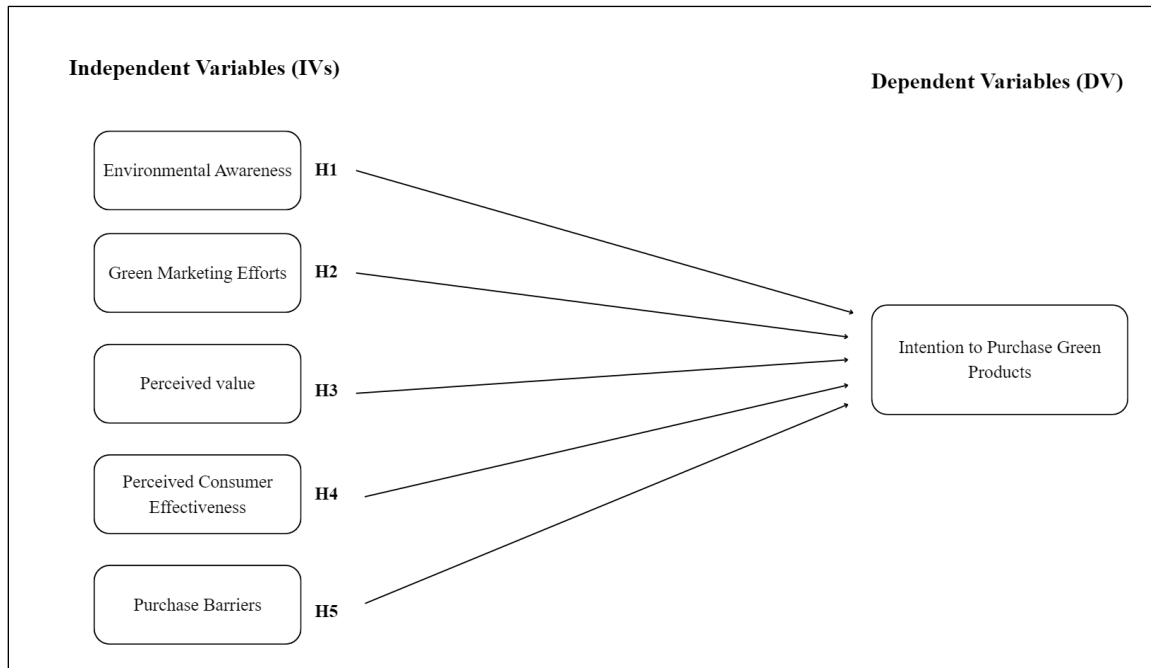 Independent Variables (IVs)
Dependent Variables (DV)
Environmental Awareness
H1
Green Marketing Efforts
H2
Perceived value
H3
Perceived Consumer
Effectiveness
H4
Purchase Barriers
H5
Intention to Purchase Green
Products